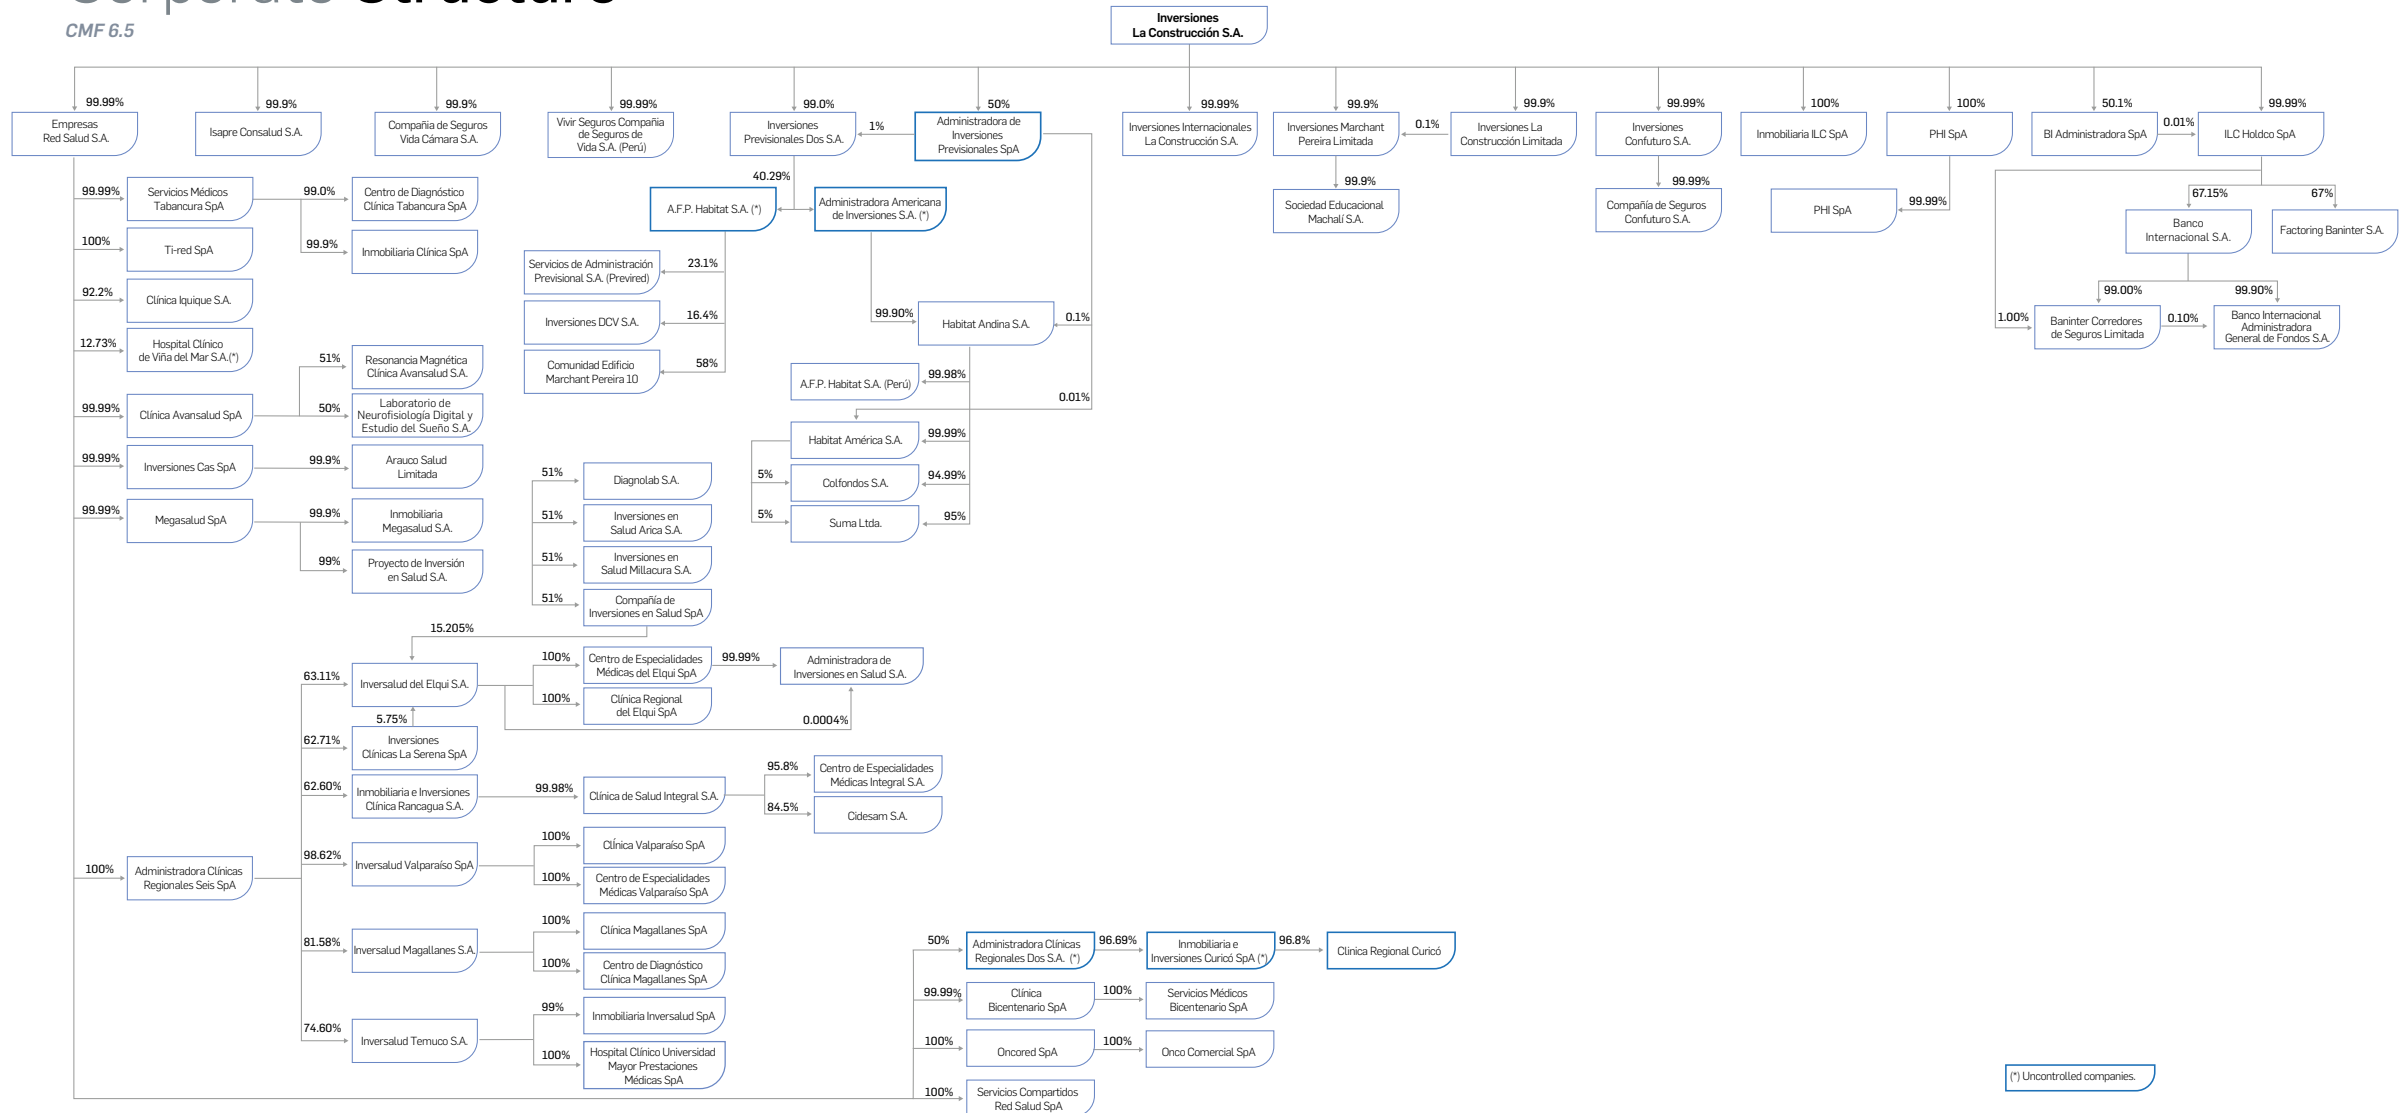 Corporate Structure
CMF 6.5
Inversiones
La Construcción S.A.
99.99%
99.9%
99.9%
99.99%
99.0%
50%
99.99%
99.9%
99.9%
99.99%
100%
100%
50.1%
99.99%
Empresas
Red Salud S.A.
Isapre Consalud S.A.
Compañia de Seguros
Vida Cámara S.A.
Vivir Seguros Compañia
de Seguros de
Vida S.A. (Perú)
Inversiones
Previsionales Dos S.A.
1%
Administradora de
Inversiones
Previsionales SpA
Inversiones Internacionales
La Construcción S.A.
Inversiones Marchant
Pereira Limitada
0.1%
Inversiones La
Construcción Limitada
Inversiones
Confuturo S.A.
Inmobiliaria ILC SpA
PHI SpA
BI Administradora SpA
0.01%
ILC Holdco SpA
40.29%
A.F.P. Habitat S.A. (*)
Administradora Americana
de Inversiones S.A. (*)
99.9%
Sociedad Educacional
Machalí S.A.
99.99%
Compañía de Seguros
Confuturo S.A.
PHI SpA
99.99%
67.15%
67%
Banco
Internacional S.A.
Factoring Baninter S.A.
99.00%
99.90%
1.00%
Baninter Corredores
de Seguros Limitada
0.10%
Banco Internacional
Administradora
General de Fondos S.A.
99.99%
Servicios Médicos
Tabancura SpA
99.0%
Centro de Diagnóstico
Clínica Tabancura SpA
100%
Ti-red SpA
99.9%
Inmobiliaria Clínica SpA
92.2%
Clínica Iquique S.A.
12.73%
Hospital Clínico
de Viña del Mar S.A.(*)
51%
Resonancia Magnética
Clínica Avansalud S.A.
99.99%
Clínica Avansalud SpA
50%
Laboratorio de
Neurofisiología Digital y
Estudio del Sueño S.A.
99.99%
Inversiones Cas SpA
99.9%
Arauco Salud
Limitada
99.99%
Megasalud SpA
99.9%
Inmobiliaria
Megasalud S.A.
99%
Proyecto de Inversión
en Salud S.A.
Servicios de Administración
Previsional S.A. (Previred)
23.1%
Inversiones DCV S.A.
16.4%
Comunidad Edificio
Marchant Pereira 10
58%
99.90%
Habitat Andina S.A.
0.1%
A.F.P. Habitat S.A. (Perú)
99.98%
0.01%
Habitat América S.A.
99.99%
5%
Colfondos S.A.
94.99%
5%
Suma Ltda.
95%
51%
Diagnolab S.A.
51%
Inversiones en
Salud Arica S.A.
51%
Inversiones en
Salud Millacura S.A.
51%
Compañía de
Inversiones en Salud SpA
15.205%
63.11%
Inversalud del Elqui S.A.
100%
Centro de Especialidades
Médicas del Elqui SpA
99.99%
Administradora de
Inversiones en Salud S.A.
100%
Clínica Regional
del Elqui SpA
0.0004%
5.75%
62.71%
Inversiones
Clínicas La Serena SpA
62.60%
Inmobiliaria e Inversiones
Clínica Rancagua S.A.
99.98%
Clínica de Salud Integral S.A.
95.8%
Centro de Especialidades
Médicas Integral S.A.
84.5%
Cidesam S.A.
100%
Administradora Clínicas
Regionales Seis SpA
98.62%
Inversalud Valparaíso SpA
100%
Clínica Valparaíso SpA
100%
Centro de Especialidades
Médicas Valparaíso SpA
81.58%
Inversalud Magallanes S.A.
100%
Clínica Magallanes SpA
100%
Centro de Diagnóstico
Clínica Magallanes SpA
74.60%
Inversalud Temuco S.A.
99%
Inmobiliaria Inversalud SpA
100%
Hospital Clínico Universidad
Mayor Prestaciones
Médicas SpA
50%
Administradora Clínicas
Regionales Dos S.A. (*)
96.69%
Inmobiliaria e
Inversiones Curicó SpA (*)
96.8%
Clinica Regional Curicó
99.99%
Clínica
Bicentenario SpA
100%
Servicios Médicos
Bicentenario SpA
100%
Oncored SpA
100%
Onco Comercial SpA
100%
Servicios Compartidos
Red Salud SpA
(*) Uncontrolled companies.